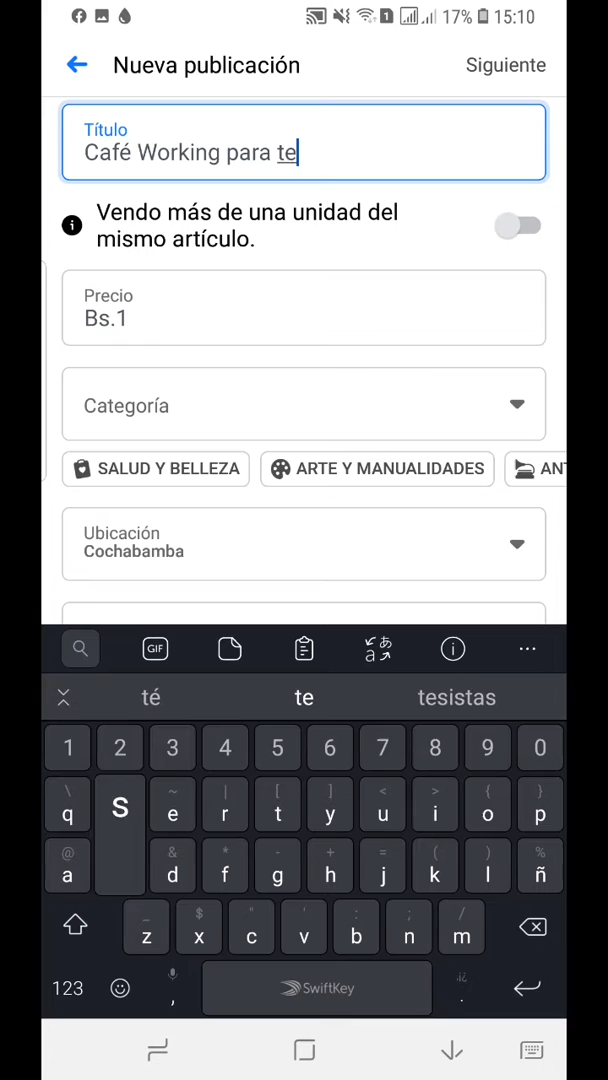 1 17% 15:10
Nueva publicación Siguiente
Título
Café Working para te
Vendo más de una unidad del
mismo artículo.
Precio
Bs.1
Categoría
SALUD Y BELLEZA ARTE Y MANUALIDADES ANT
Ubicación
Cochabamba
GIF
té te tesistas
1 2 3 4 5 6 7 8 9 0
\ ~ | [ ] < > { }
q S e r t y u i o p
@ & * - + = ( ) %
a d f g h j k l ñ
_ $ " ' : ; /
z x c v b n m
123 , SwiftKey .